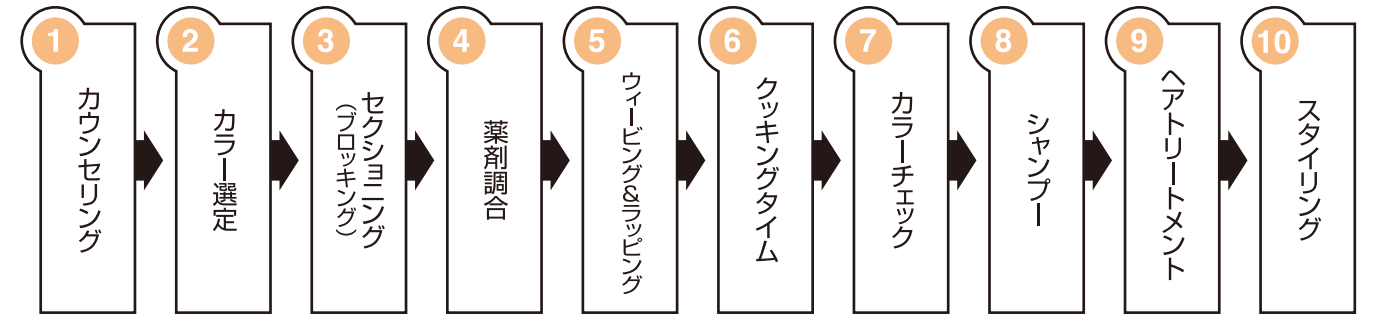 1
カウンセリング
2
カラー選定
3
セクショニング
（ブロッキング）
4
薬剤調合
5
ウィービング&ラッピング
6
クッキングタイム
7
カラーチェック
8
シャンプー
9
ヘアトリートメント
10
スタイリング